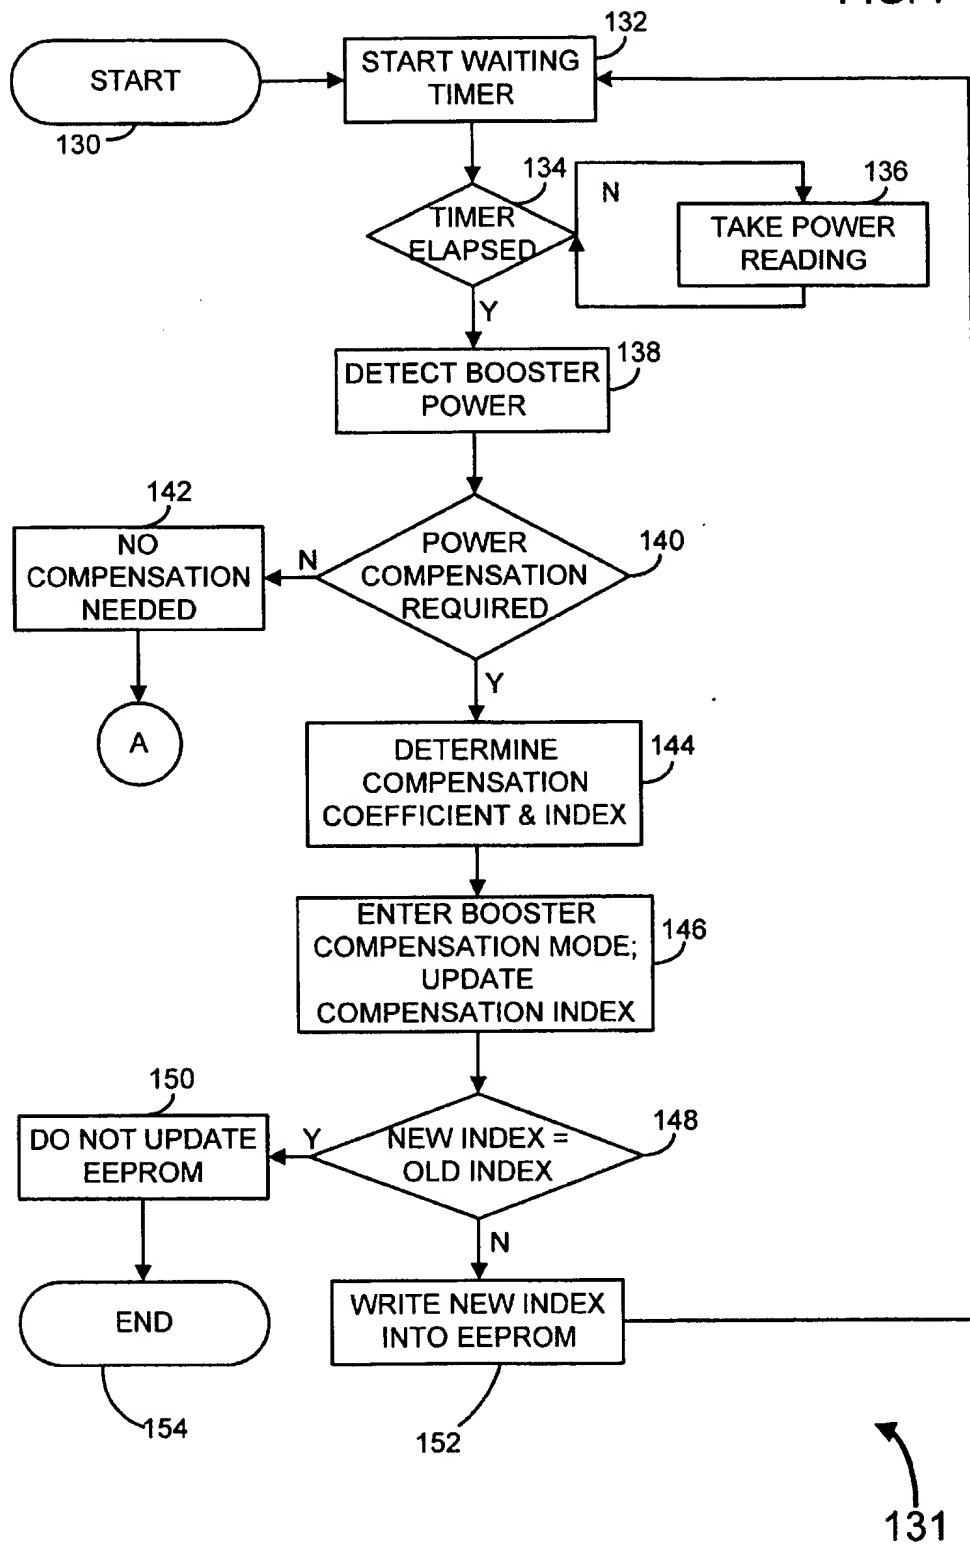 START
130
START WAITING
TIMER
132
TIMER
ELAPSED
134
N
TAKE POWER
READING
136
Y
DETECT BOOSTER
POWER
138
POWER
COMPENSATION
REQUIRED
140
N
NO
COMPENSATION
NEEDED
142
A
Y
DETERMINE
COMPENSATION
COEFFICIENT & INDEX
144
ENTER BOOSTER
COMPENSATION MODE;
UPDATE
COMPENSATION INDEX
146
NEW INDEX =
OLD INDEX
148
Y
DO NOT UPDATE
EEPROM
150
END
154
N
WRITE NEW INDEX
INTO EEPROM
152
131